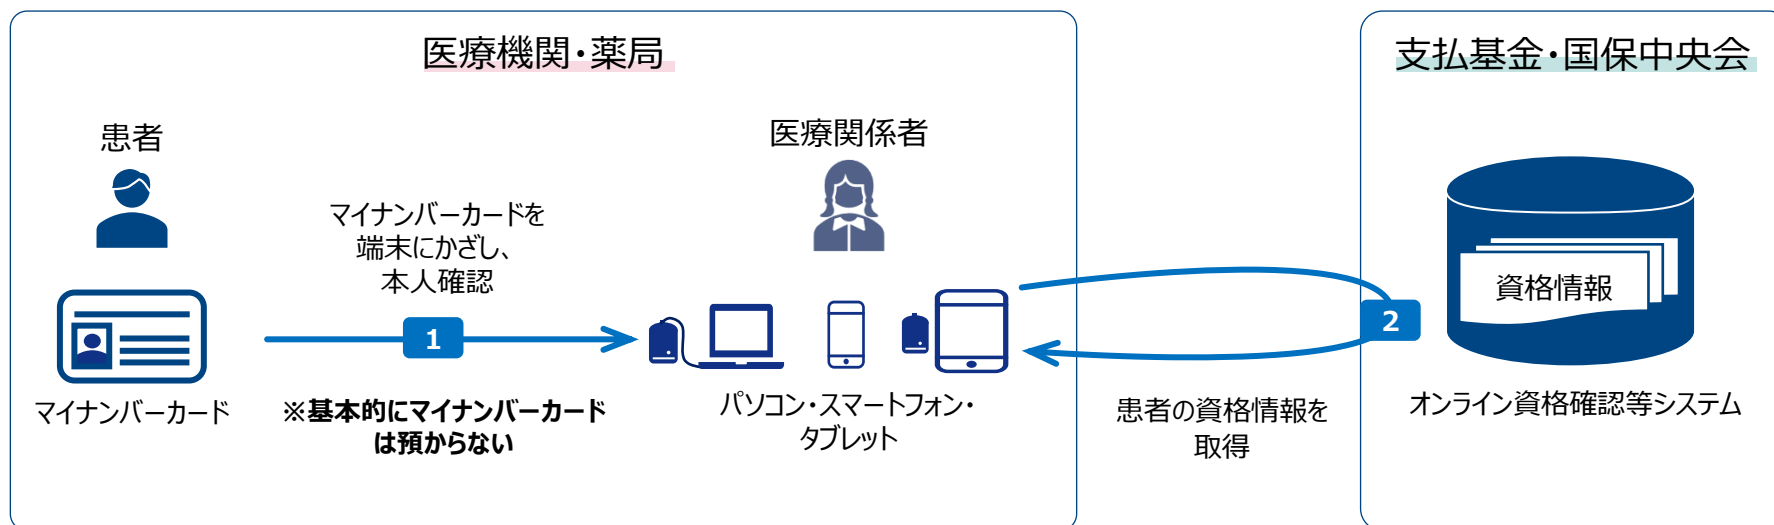 医療機関・薬局
患者
マイナンバーカード
マイナンバーカードを
端末にかざし、
本人確認
1
※基本的にマイナンバーカード
は預からない
医療関係者
パソコン・スマートフォン・
タブレット
2
患者の資格情報を
取得
支払基金・国保中央会
資格情報
オンライン資格確認等システム